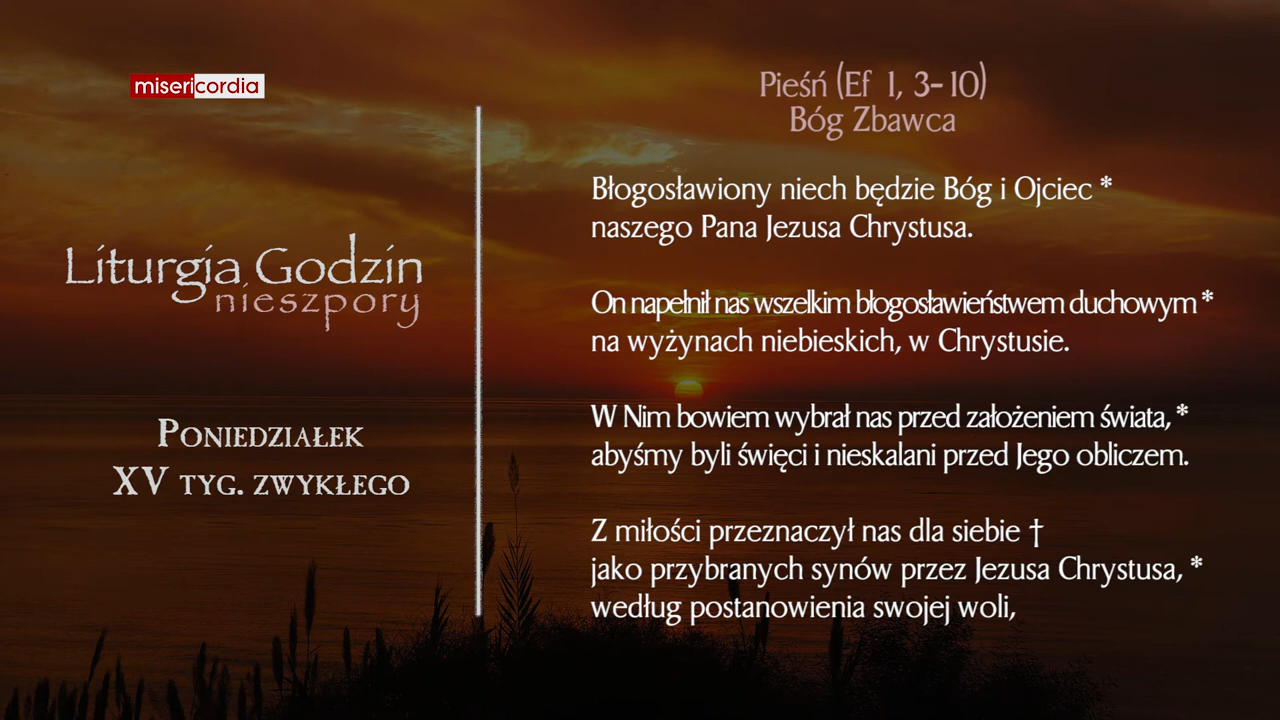 misericordia
Liturgia Godzin
nieszpory
Poniedziałek
XV tyg. zwykłego
Pieśń (Ef 1, 3-10)
Bóg Zbawca
Błogosławiony niech będzie Bóg i Ojciec *
naszego Pana Jezusa Chrystusa.
On napełnił nas wszelkim błogosławieństwem duchowym *
na wyżynach niebieskich, w Chrystusie.
W Nim bowiem wybrał nas przed założeniem świata, *
abyśmy byli święci i nieskalani przed Jego obliczem.
Z miłości przeznaczył nas dla siebie †
jako przybranych synów przez Jezusa Chrystusa, *
według postanowienia swojej woli,